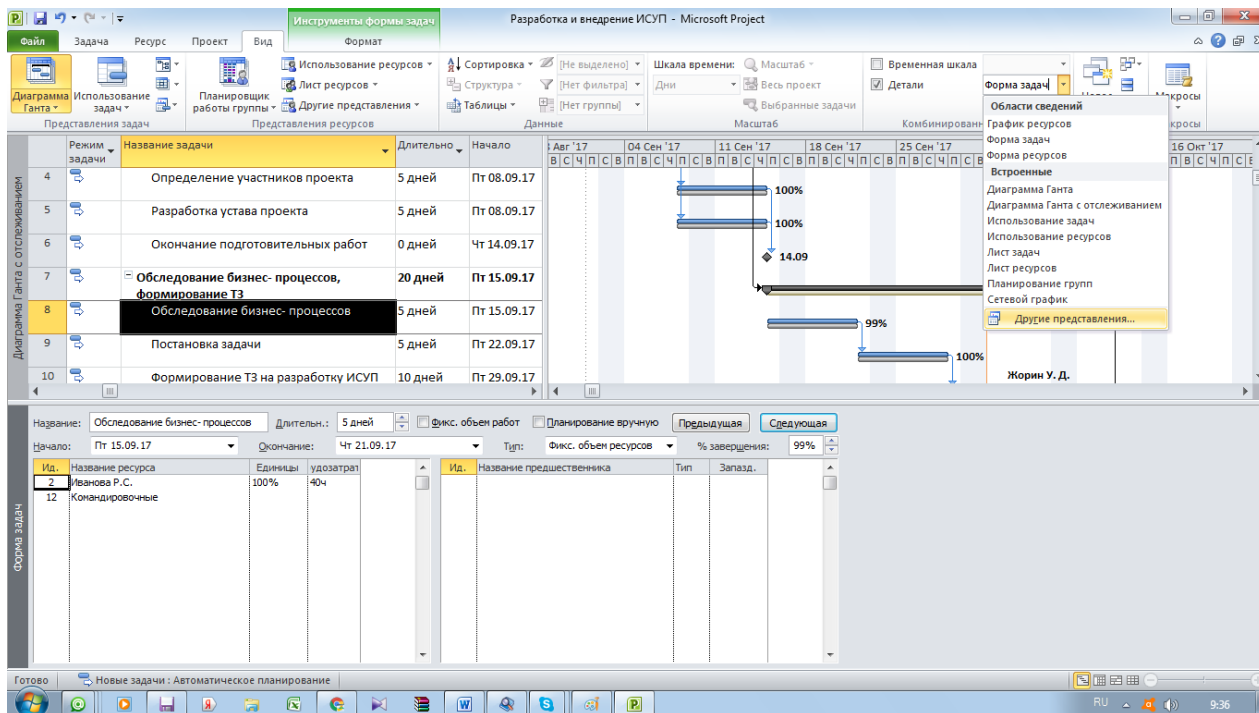 Инструменты формы задач
Разработка и внедрение ИСУП - Microsoft Project
Файл Задача Ресурс Проект Вид Формат
Диаграмма Ганта
Использование задач
Представления задач
Планировщик работы группы
Использование ресурсов
Лист ресурсов
Другие представления
Представления ресурсов
Сортировка
Структура
Таблицы
[Не выделено]
[Нет фильтра]
[Нет группы]
Данные
Шкала времени:
Дни
Масштаб
Весь проект
Выбранные задачи
Масштаб
Временная шкала
Детали
Форма задач
Комбинированн
Области сведений
График ресурсов
Форма задач
Форма ресурсов
Встроенные
Диаграмма Ганта
Диаграмма Ганта с отслеживанием
Использование задач
Использование ресурсов
Лист задач
Лист ресурсов
Планирование групп
Сетевой график
Другие представления...
Режим задачи Название задачи Длительно Начало
Авг '17 04 Сен '17 11 Сен '17 18 Сен '17 25 Сен '17 16 Окт '17
В С Ч П С В П В С Ч П С В П В С Ч П С В П В С Ч П С В П В С Ч П С В
П В С Ч П С
4 Определение участников проекта 5 дней Пт 08.09.17 100%
5 Разработка устава проекта 5 дней Пт 08.09.17 100%
6 Окончание подготовительных работ 0 дней Чт 14.09.17 14.09
7 Обследование бизнес- процессов, формирование ТЗ 20 дней Пт 15.09.17
8 Обследование бизнес- процессов 5 дней Пт 15.09.17 99%
9 Постановка задачи 5 дней Пт 22.09.17 100%
10 Формирование ТЗ на разработку ИСУП 10 дней Пт 29.09.17 Жорин У. Д.
Диаграмма Ганта с отслеживанием
Название: Обследование бизнес- процессов Длительн.: 5 дней Фикс. объем работ Планирование вручную Предыдущая Следующая
Начало: Пт 15.09.17 Окончание: Чт 21.09.17 Тип: Фикс. объем ресурсов % завершения: 99%
Ид. Название ресурса Единицы удозатрат Ид. Название предшественника Тип Запазд.
2 Иванова Р.С. 100% 40ч
12 Командировочные
Форма задач
Готово Новые задачи : Автоматическое планирование
RU 9:36